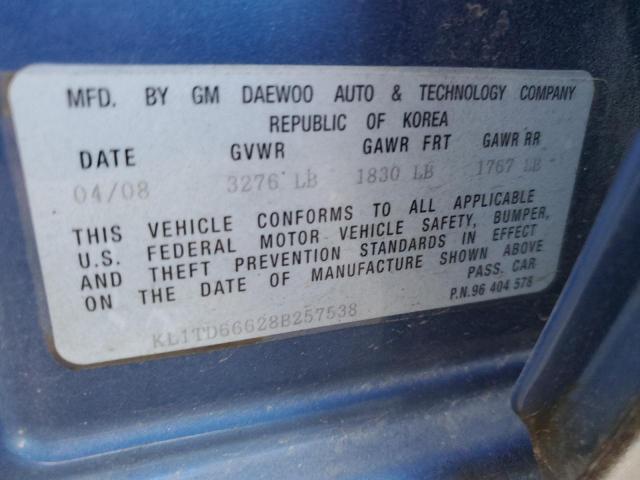 MFD. BY GM DAEWOO AUTO & TECHNOLOGY COMPANY
REPUBLIC OF KOREA
DATE GVWR GAWR FRT GAWR RR
04/08 3276 LB 1830 LB 1767 LB
THIS VEHICLE CONFORMS TO ALL APPLICABLE
U.S. FEDERAL MOTOR VEHICLE SAFETY, BUMPER,
AND THEFT PREVENTION STANDARDS IN EFFECT
ON THE DATE OF MANUFACTURE SHOWN ABOVE
PASS. CAR
P.N.96 404 578
KL1TD66628B257538